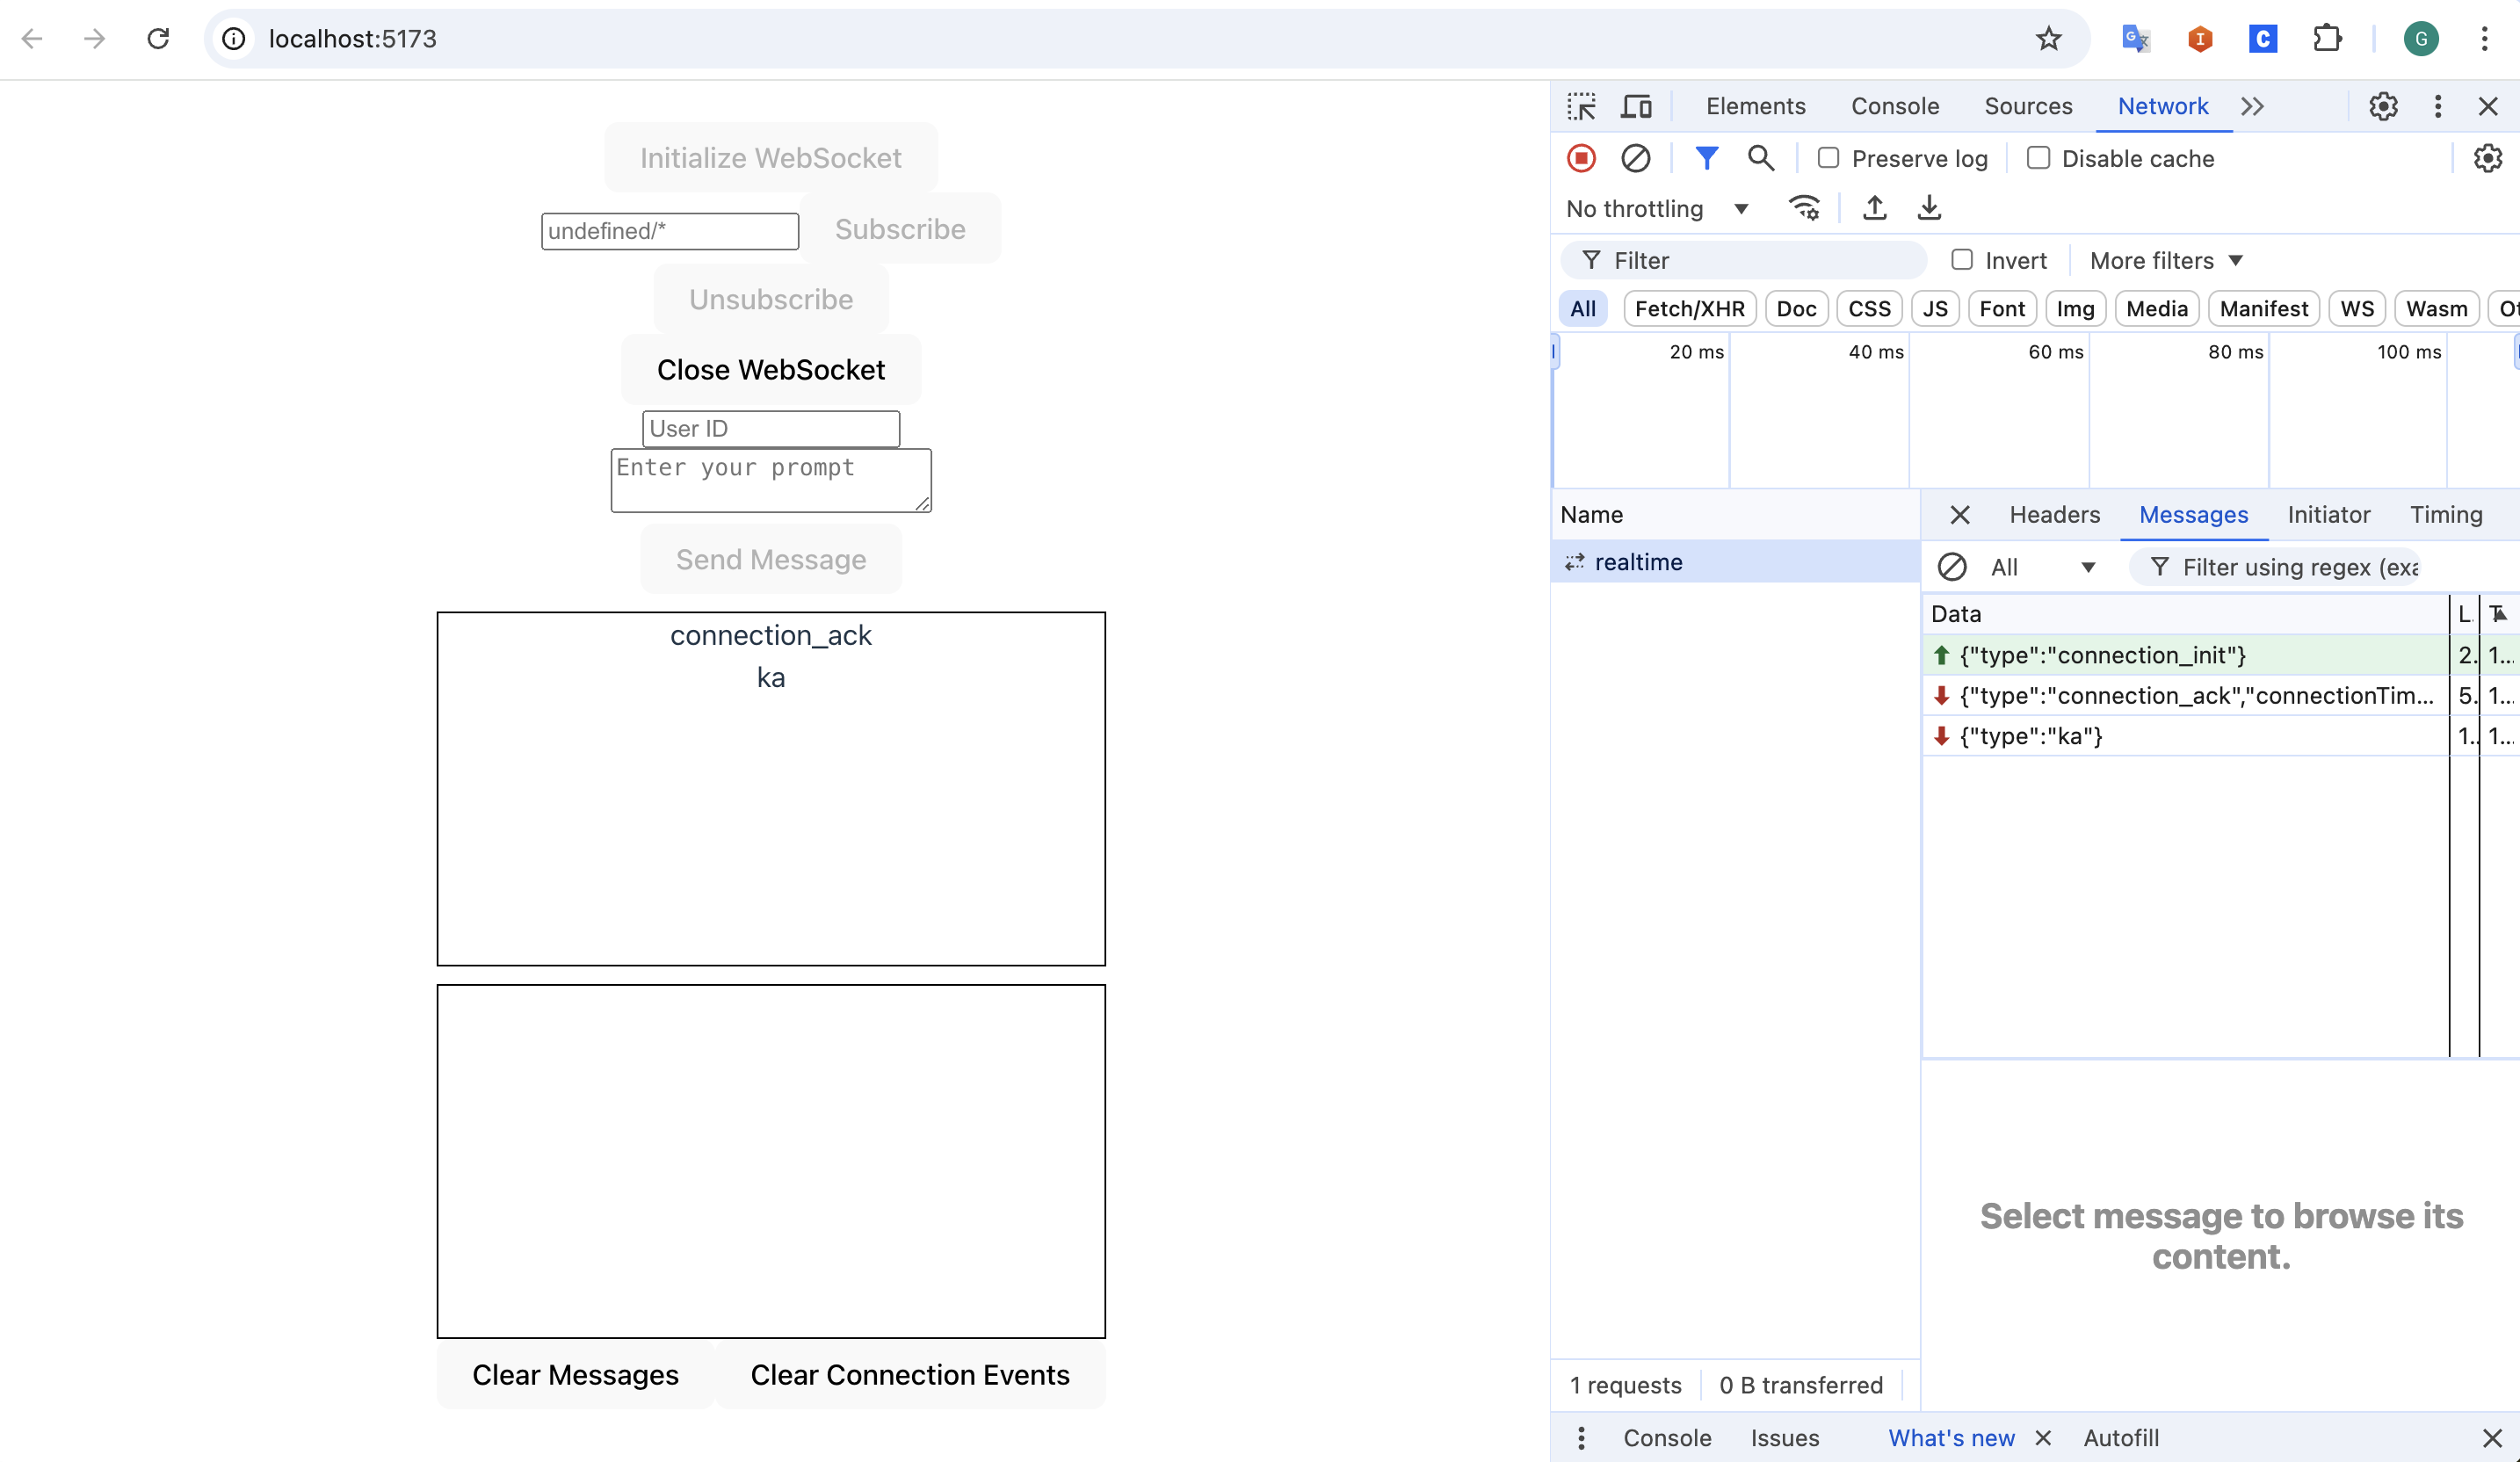 localhost:5173
G
Initialize WebSocket
undefined/*
Subscribe
Unsubscribe
Close WebSocket
User ID
Enter your prompt
Send Message
connection_ack
ka
Clear Messages
Clear Connection Events
Elements
Console
Sources
Network
Preserve log
Disable cache
No throttling
Filter
Invert
More filters
All
Fetch/XHR
Doc
CSS
JS
Font
Img
Media
Manifest
WS
Wasm
20 ms
40 ms
60 ms
80 ms
100 ms
Name
realtime
Headers
Messages
Initiator
Timing
All
Filter using regex (exa
Data
L.
{"type":"connection_init"}
2.
1...
{"type":"connection_ack","connectionTim...
5.
1...
{"type":"ka"}
1..
1...
Select message to browse its
content.
1 requests
0 B transferred
Console
Issues
What's new
Autofill